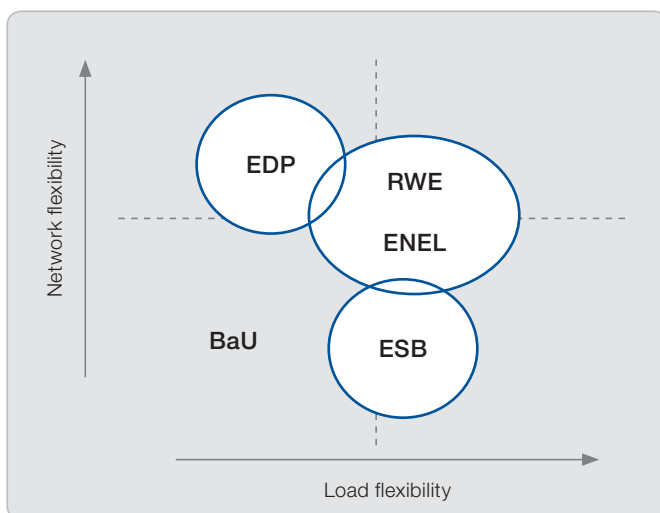 EDP
RWE
Network flexibility
ENEL
BaU
ESB
Load flexibility